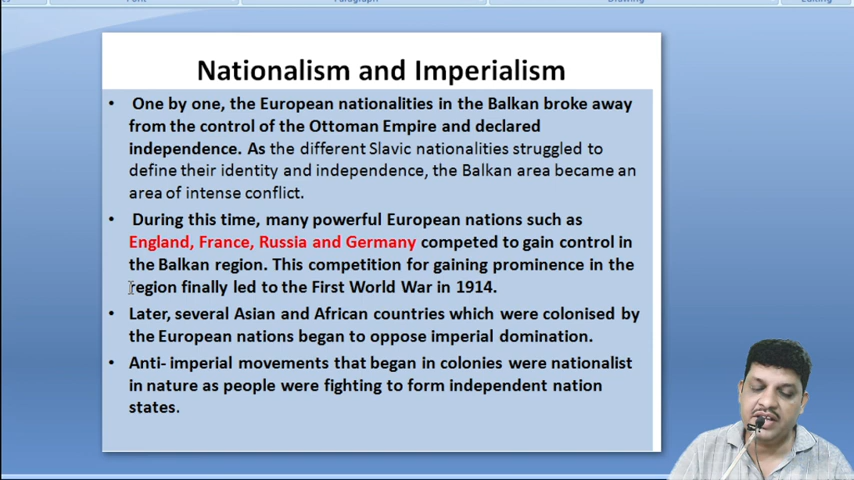 Nationalism and Imperialism
• One by one, the European nationalities in the Balkan broke away
from the control of the Ottoman Empire and declared
independence. As the different Slavic nationalities struggled to
define their identity and independence, the Balkan area became an
area of intense conflict.
• During this time, many powerful European nations such as
England, France, Russia and Germany competed to gain control in
the Balkan region. This competition for gaining prominence in the
region finally led to the First World War in 1914.
• Later, several Asian and African countries which were colonised by
the European nations began to oppose imperial domination.
• Anti- imperial movements that began in colonies were nationalist
in nature as people were fighting to form independent nation
states.